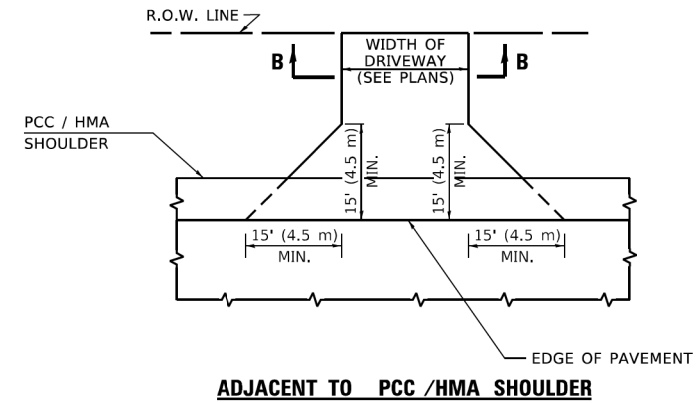 R.O.W. LINE
WIDTH OF
DRIVEWAY
(SEE PLANS)
B
B
PCC / HMA
SHOULDER
15' (4.5 m)
MIN.
15' (4.5 m)
MIN.
15' (4.5 m)
MIN.
15' (4.5 m)
MIN.
EDGE OF PAVEMENT
ADJACENT TO PCC /HMA SHOULDER